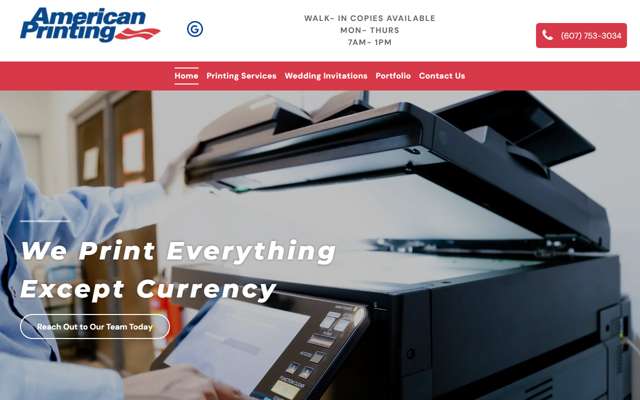 American
Printing
G
WALK- IN COPIES AVAILABLE
MON- THURS
7AM- 1PM
(607) 753-3034
Home
Printing Services
Wedding Invitations
Portfolio
Contact Us
We Print Everything
Except Currency
Reach Out to Our Team Today